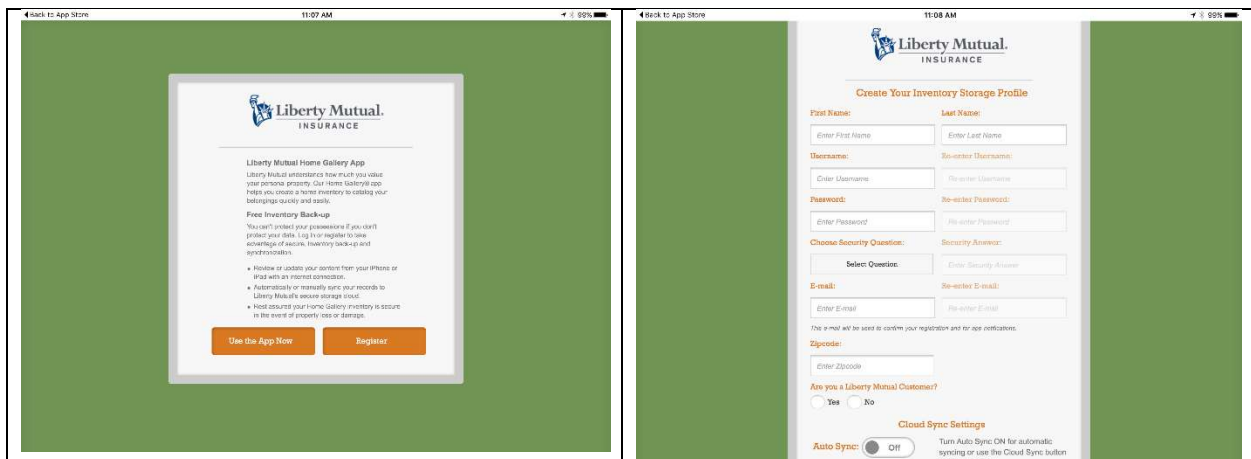 Back to App Store
11:07 AM
99%
Liberty Mutual.
INSURANCE
Liberty Mutual Home Gallery App
Liberty Mutual understands how much you value
your personal property. Our Home Gallery® app
helps you create a home inventory to catalog your
belongings quickly and easily.
Free Inventory Back-up
You can't protect your possessions if you don't
protect your data. Log in or register to take
advantage of secure, inventory back-up and
synchronization.
• Review or update your content from your iPhone or
iPad with an internet connection.
• Automatically or manually sync your records to
Liberty Mutual's secure storage cloud.
• Rest assured your Home Gallery inventory is secure
in the event of property loss or damage.
Use the App Now
Register
Back to App Store
11:08 AM
99%
Liberty Mutual.
INSURANCE
Create Your Inventory Storage Profile
First Name: Last Name:
Enter First Name Enter Last Name
Username: Re-enter Username:
Enter Username Re-enter Username
Password: Re-enter Password:
Enter Password Re-enter Password
Choose Security Question: Security Answer:
Select Question Enter Security Answer
E-mail: Re-enter E-mail:
Enter E-mail Re-enter E-mail
This e-mail will be used to confirm your registration and for app notifications.
Zipcode:
Enter Zipcode
Are you a Liberty Mutual Customer?
Yes No
Cloud Sync Settings
Auto Sync: Off
Turn Auto Sync ON for automatic
syncing or use the Cloud Sync button